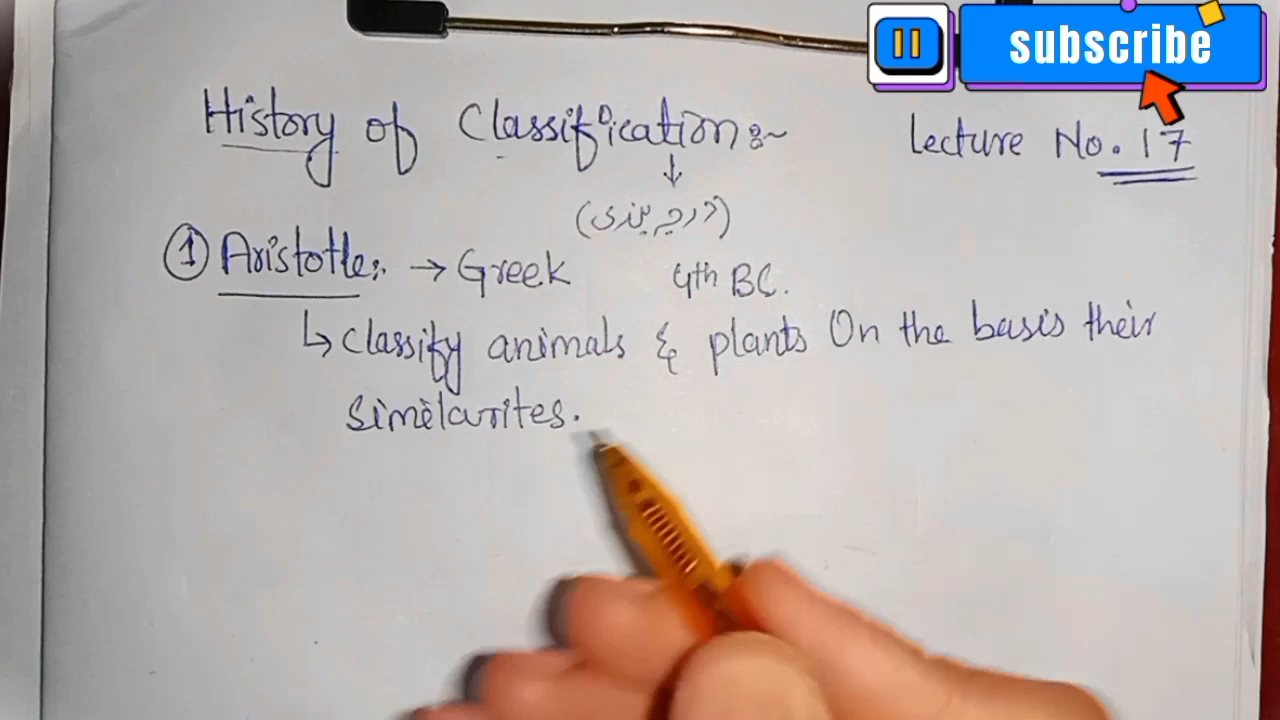 subscribe
History of Classification:~
Lecture No. 17
↓
(درجہ بندی)
① Aristotle:. → Greek 4th BC.
↳ classify animals & plants On the basis their
similarites.